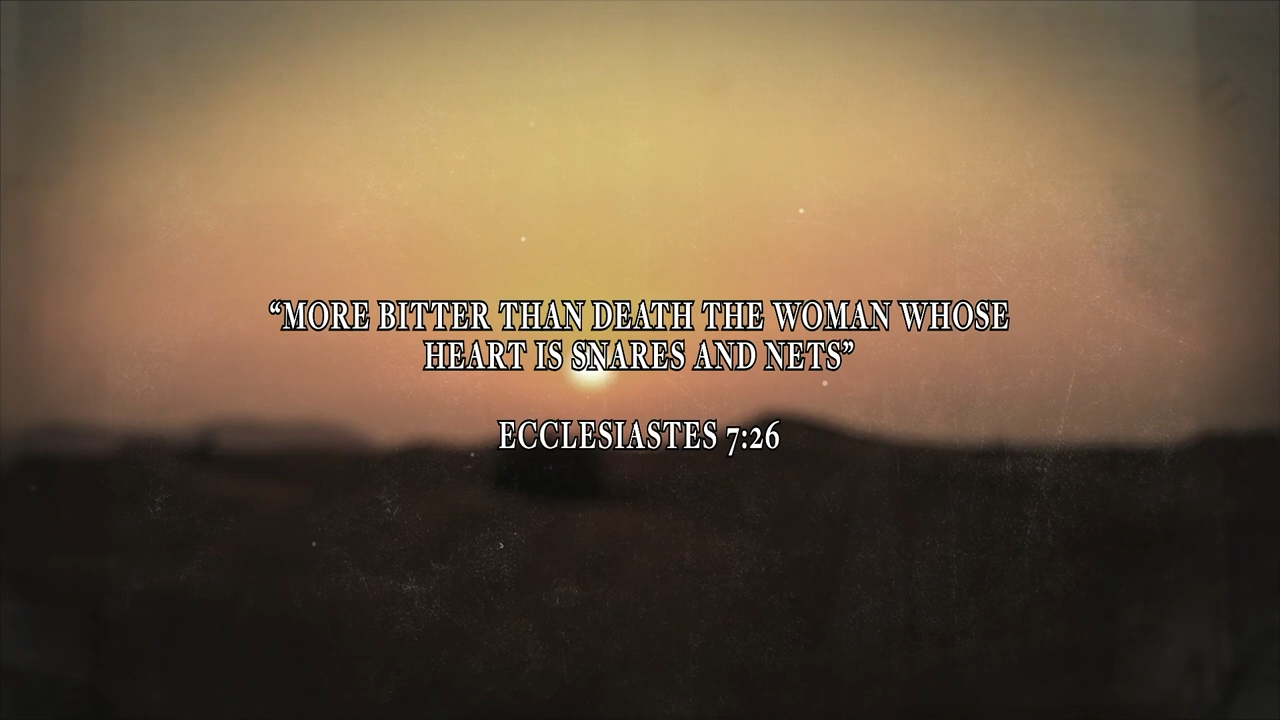 “MORE BITTER THAN DEATH THE WOMAN WHOSE
HEART IS SNARES AND NETS”
ECCLESIASTES 7:26